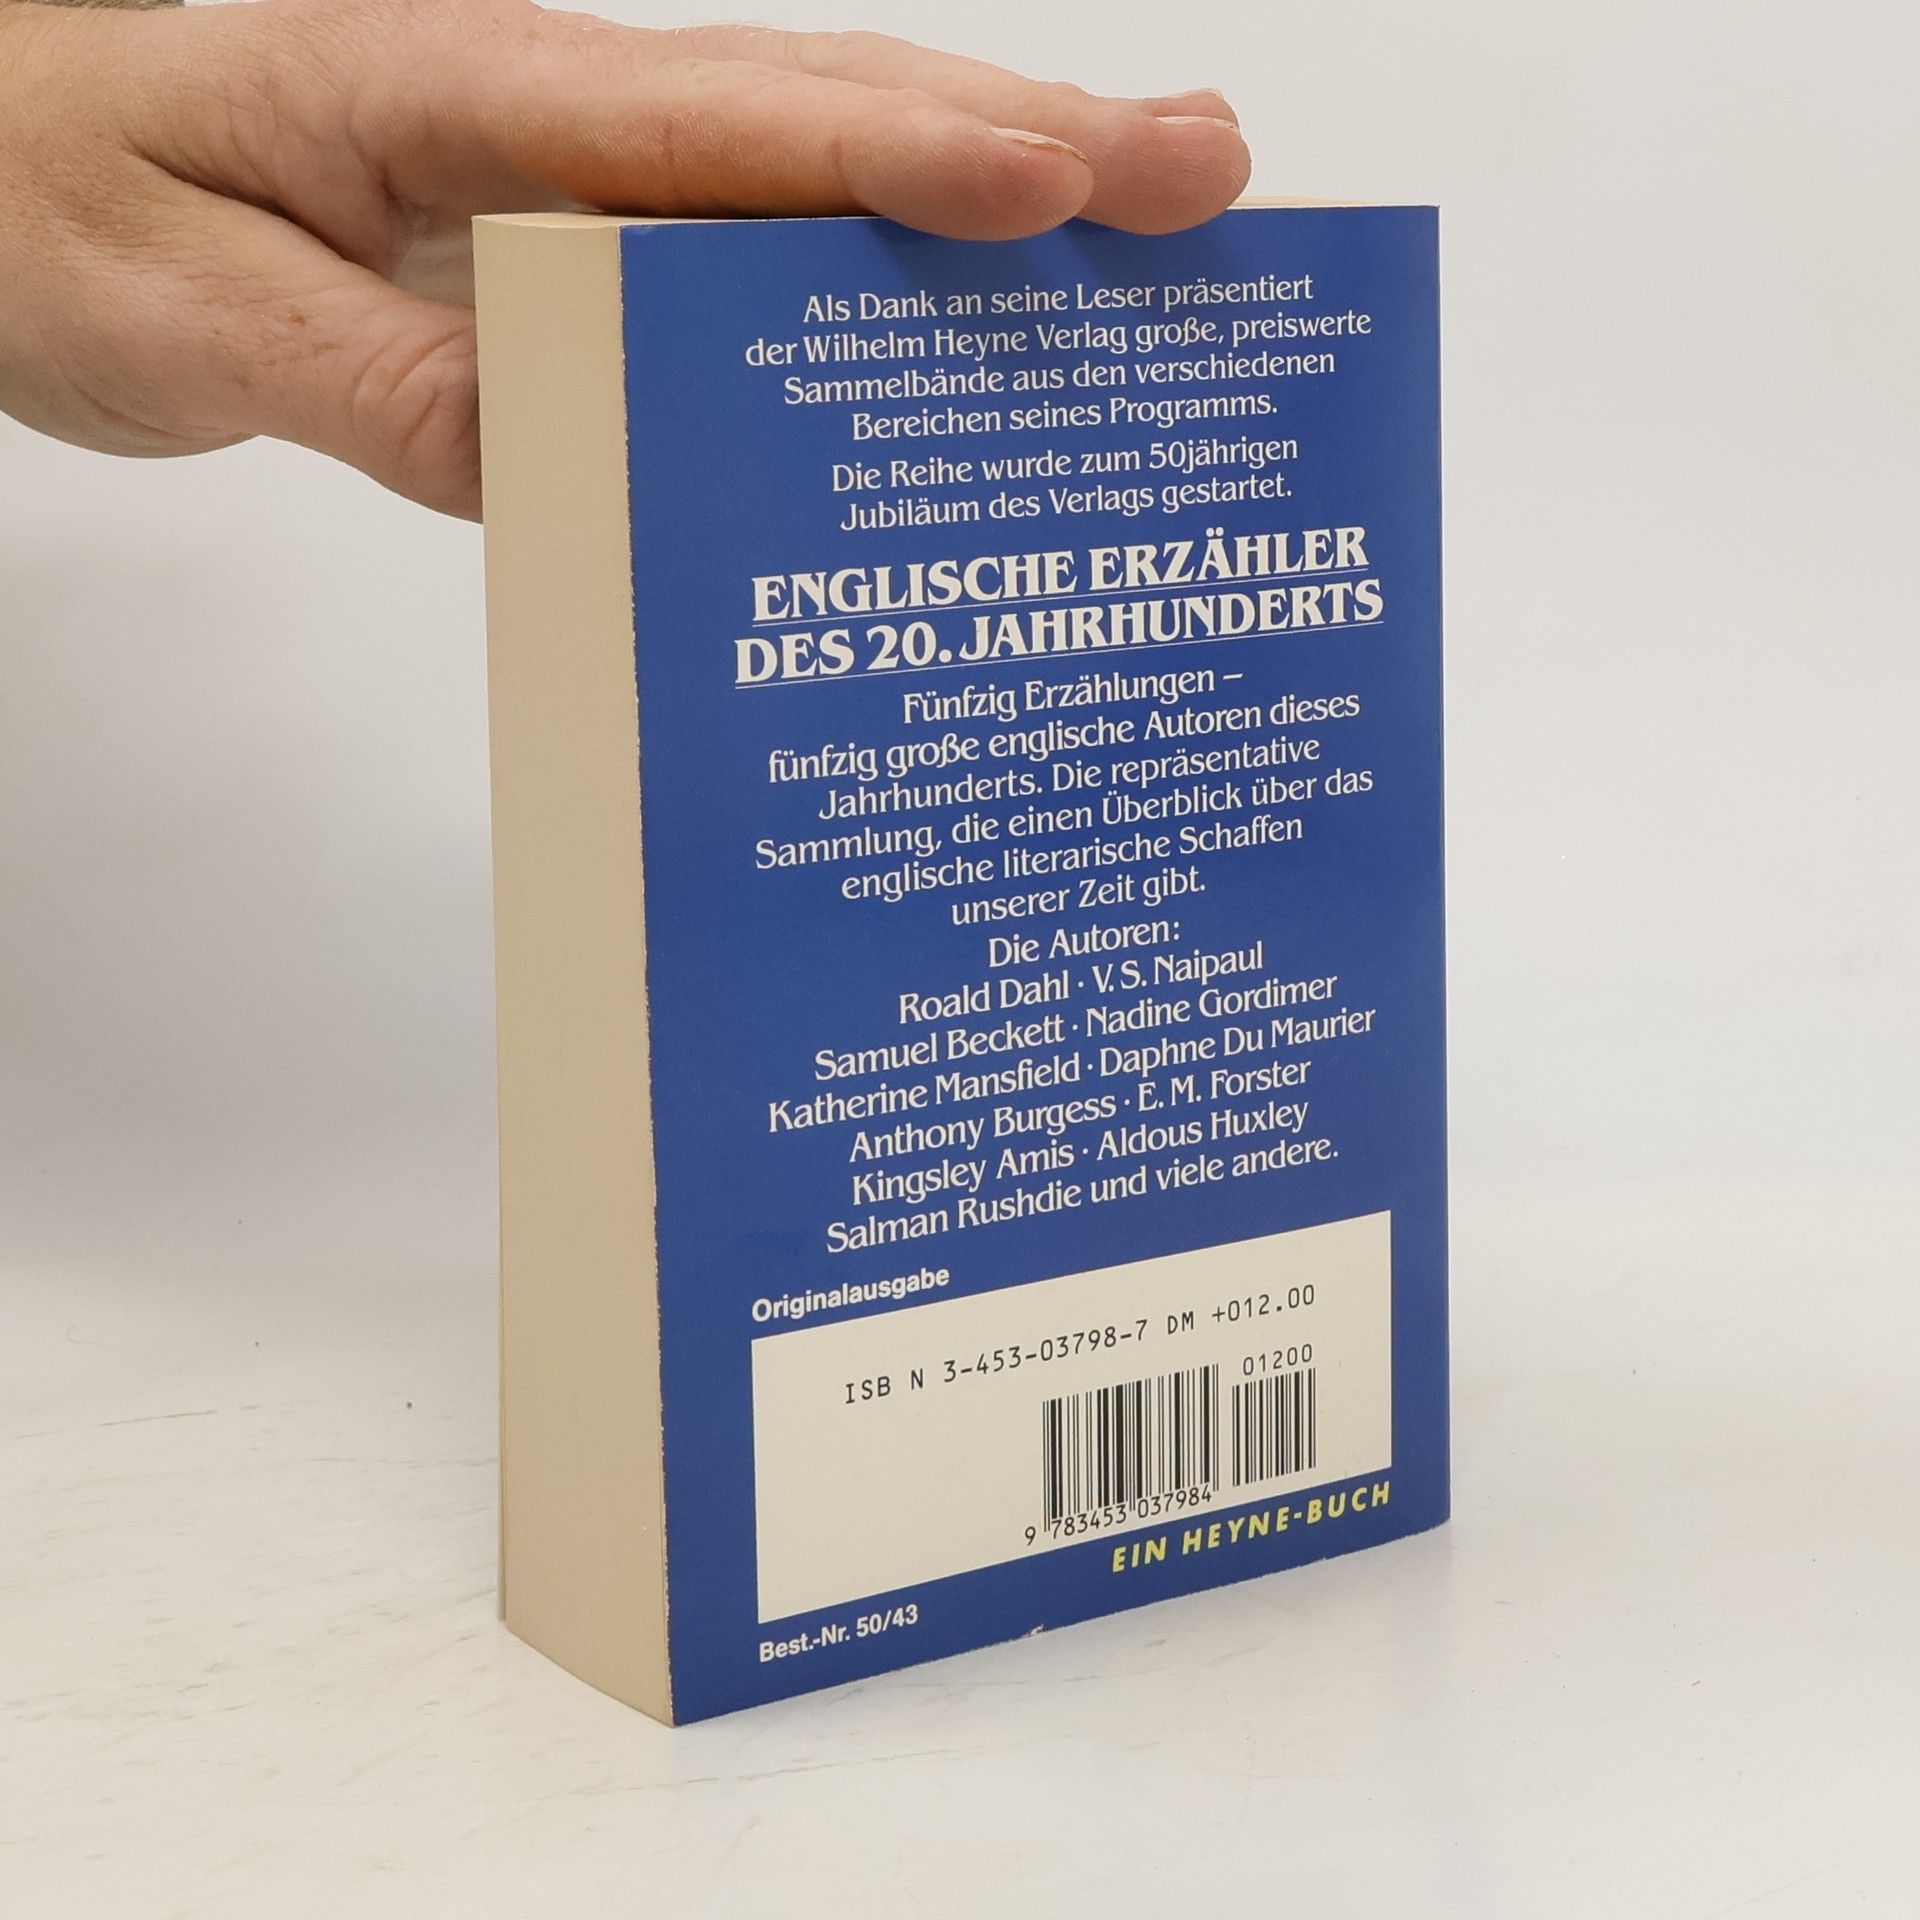 Als Dank an seine Leser präsentiert
der Wilhelm Heyne Verlag große, preiswerte
Sammelbände aus den verschiedenen
Bereichen seines Programms.
Die Reihe wurde zum 50jährigen
Jubiläum des Verlags gestartet.
ENGLISCHE ERZÄHLER
DES 20. JAHRHUNDERTS
Fünfzig Erzählungen –
fünfzig große englische Autoren dieses
Jahrhunderts. Die repräsentative
Sammlung, die einen Überblick über das
englische literarische Schaffen
unserer Zeit gibt.
Die Autoren:
Roald Dahl · V. S. Naipaul
Samuel Beckett · Nadine Gordimer
Katherine Mansfield · Daphne Du Maurier
Anthony Burgess · E. M. Forster
Kingsley Amis · Aldous Huxley
Salman Rushdie und viele andere.
Originalausgabe
ISB N 3-453-03798-7 DM +012.00
01200
9 783453 037984
EIN HEYNE-BUCH
Best.-Nr. 50/43